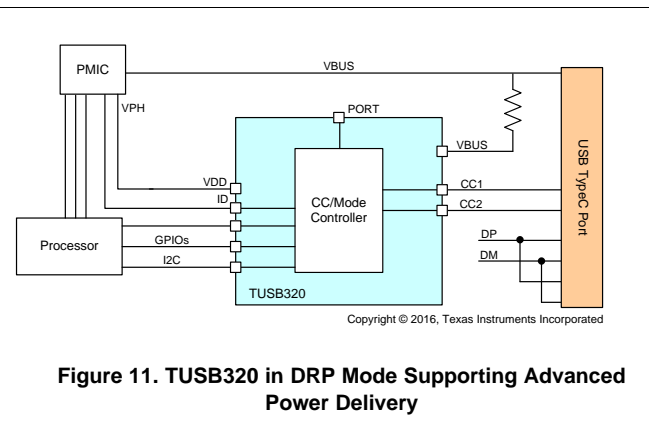 PMIC
VBUS
VPH
PORT
VBUS
VDD
ID
CC/Mode
Controller
CC1
CC2
USB TypeC Port
Processor
GPIOs
I2C
DP
DM
TUSB320
Copyright © 2016, Texas Instruments Incorporated
Figure 11. TUSB320 in DRP Mode Supporting Advanced
Power Delivery